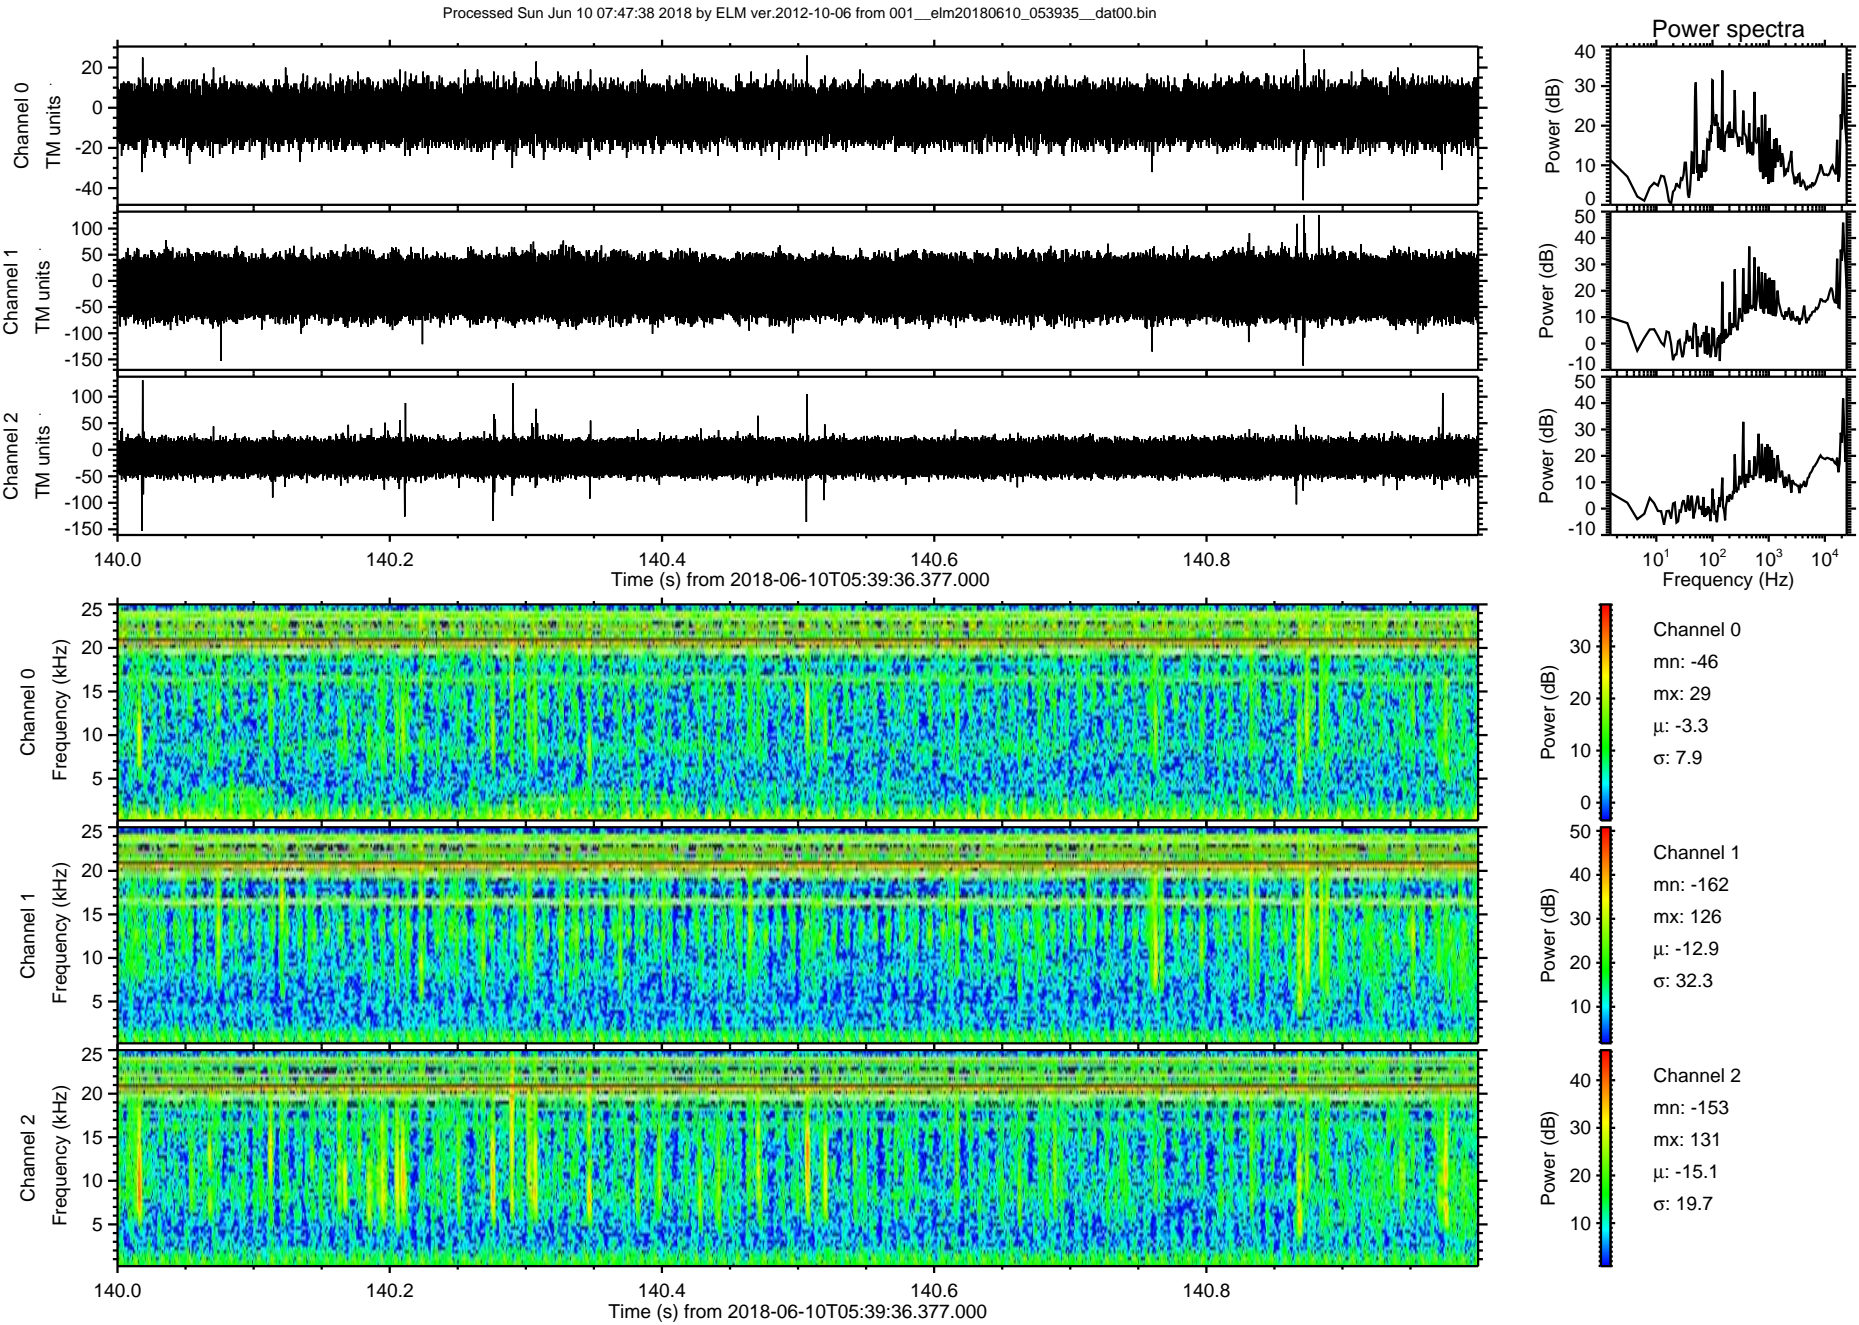 Processed Sun Jun 10 07:47:38 2018 by ELM ver.2012-10-06 from 001__elm20180610_053935__dat00.bin
Power spectra
Channel 0
TM units
20
0
-20
-40
Power (dB)
40
30
20
10
0
Channel 1
TM units
100
50
0
-50
-100
-150
Power (dB)
50
40
30
20
10
0
-10
Channel 2
TM units
100
50
0
-50
-100
-150
Power (dB)
50
40
30
20
10
0
-10
140.0 140.2 140.4 140.6 140.8
Time (s) from 2018-06-10T05:39:36.377.000
10¹ 10² 10³ 10⁴
Frequency (Hz)
Channel 0
Frequency (kHz)
25
20
15
10
5
Power (dB)
30
20
10
0
Channel 0
mn: -46
mx: 29
μ: -3.3
σ: 7.9
Channel 1
Frequency (kHz)
25
20
15
10
5
Power (dB)
50
40
30
20
10
Channel 1
mn: -162
mx: 126
μ: -12.9
σ: 32.3
Channel 2
Frequency (kHz)
25
20
15
10
5
Power (dB)
40
30
20
10
Channel 2
mn: -153
mx: 131
μ: -15.1
σ: 19.7
140.0 140.2 140.4 140.6 140.8
Time (s) from 2018-06-10T05:39:36.377.000